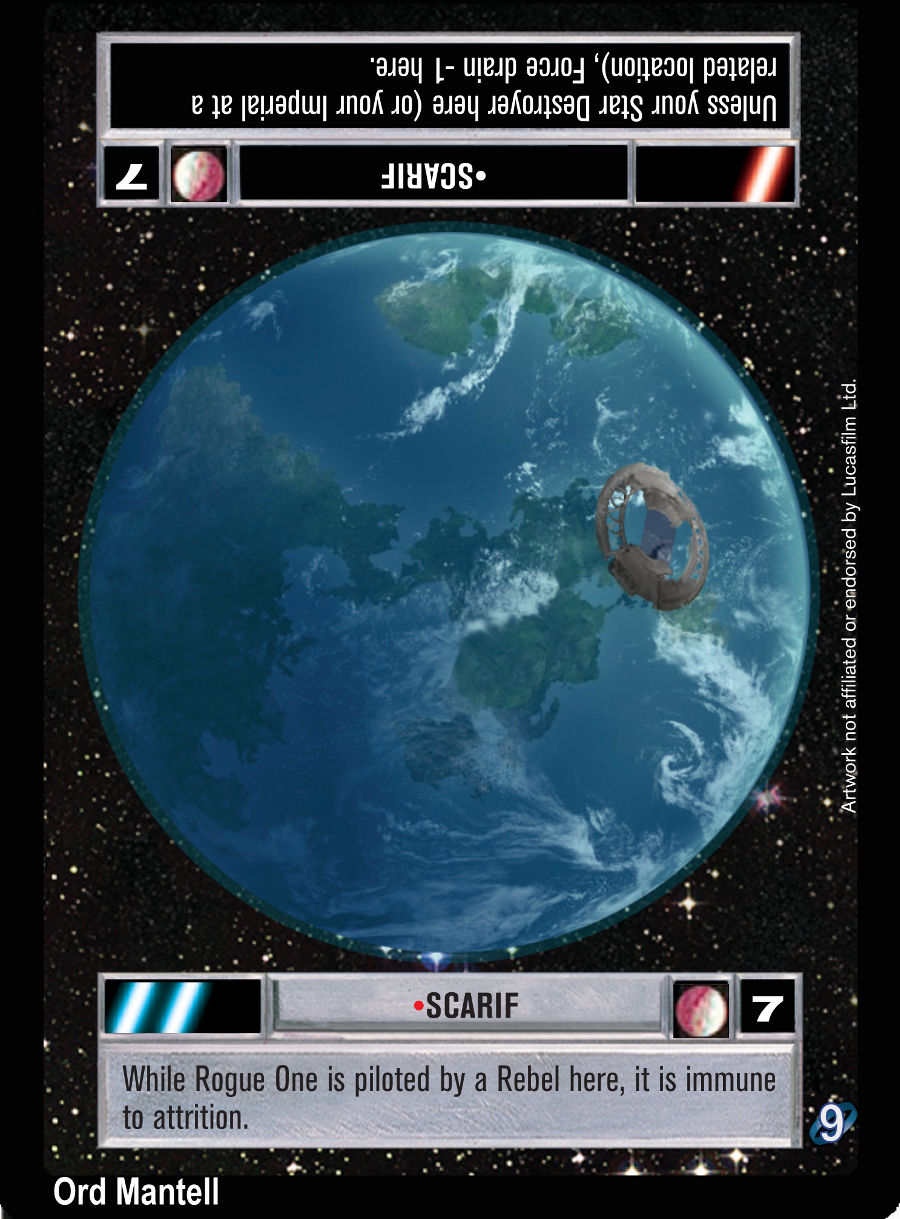 Unless your Star Destroyer here (or your Imperial at a
related location), Force drain -1 here.
7
•SCARIF
Artwork not affiliated or endorsed by Lucasfilm Ltd.
•SCARIF
7
While Rogue One is piloted by a Rebel here, it is immune
to attrition.
9
Ord Mantell